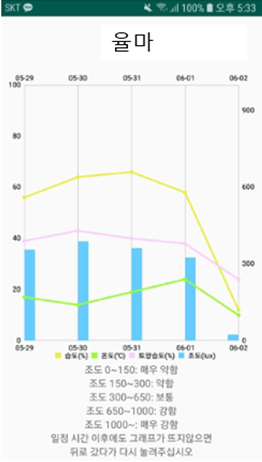 SKT 100% 오후 5:33
율마
05-29 05-30 05-31 06-01 06-02
100
900
80
60 600
40
300
20
0 0
05-29 05-30 05-31 06-01 06-02
습도(%) 온도(℃) 토양습도(%) 조도(lux)
조도 0~150: 매우 약함
조도 150~300: 약함
조도 300~650: 보통
조도 650~1000: 강함
조도 1000~: 매우 강함
일정 시간 이후에도 그래프가 뜨지않으면
뒤로 갔다가 다시 눌러주십시오